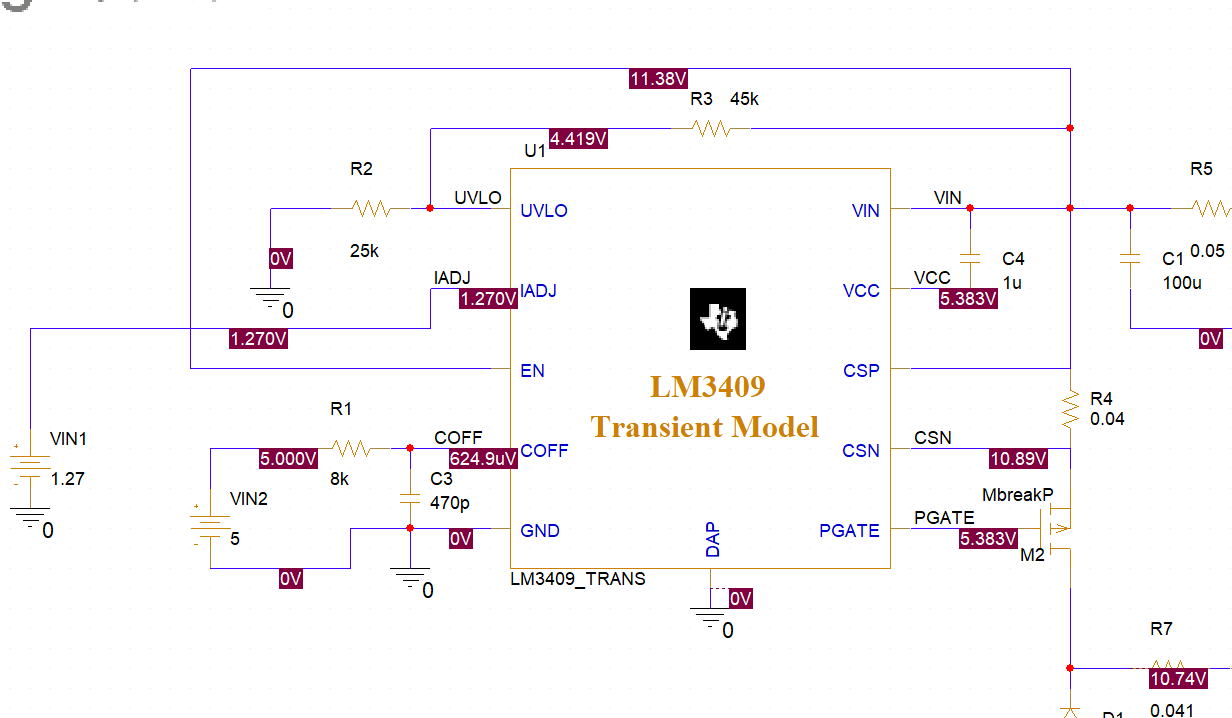 11.38V
R3 45k
4.419V
U1
R2
R5
UVLO
VIN
UVLO
VIN
25k
0V
C4
1u
C1
0.05
100u
IADJ
VCC
0
1.270V
IADJ
VCC
5.383V
1.270V
0V
EN
CSP
LM3409
Transient Model
R4
0.04
R1
VIN1
1.27
COFF
CSN
5.000V
624.9uV
COFF
CSN
10.89V
8k
C3
470p
VIN2
5
MbreakP
PGATE
0
0V
GND
DAP
PGATE
5.383V
M2
0V
LM3409_TRANS
0
0V
0
R7
10.74V
0.041
D1